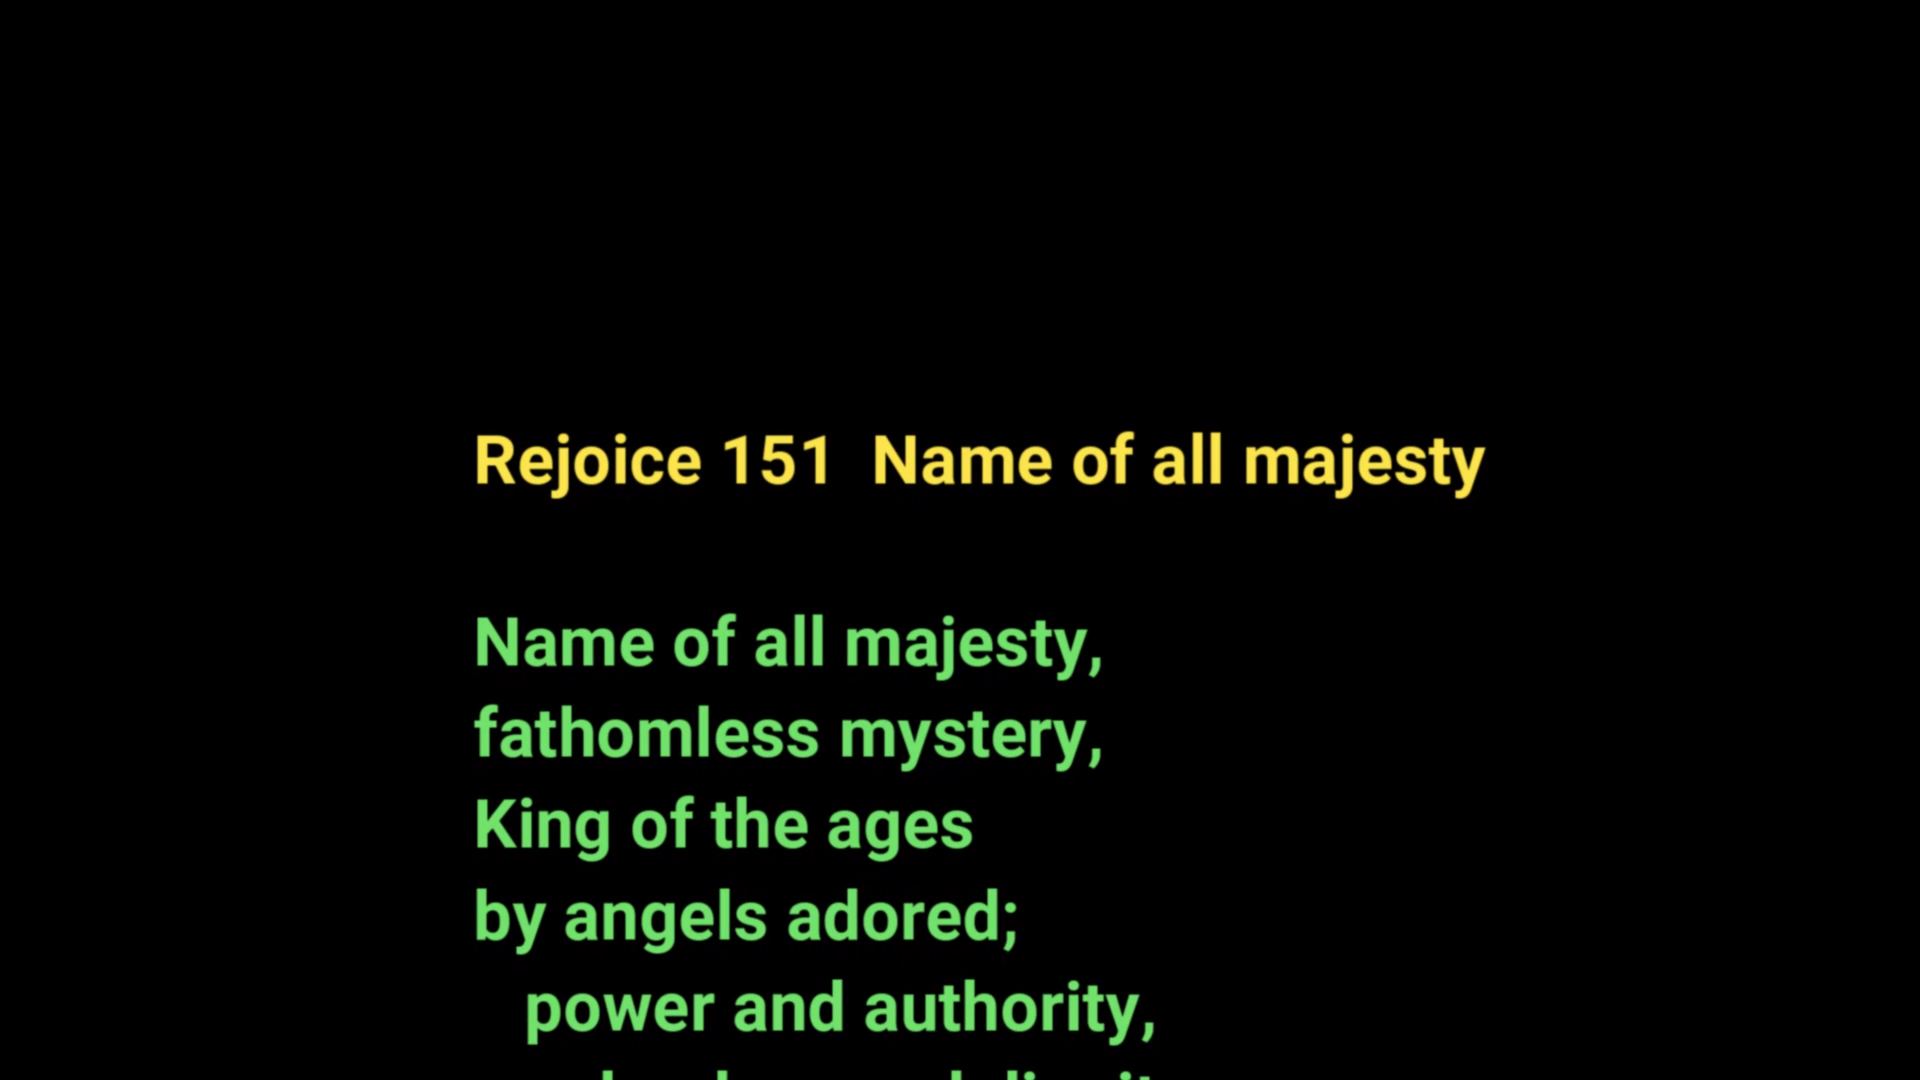 Rejoice 151  Name of all majesty
Name of all majesty,
fathomless mystery,
King of the ages
by angels adored;
power and authority,